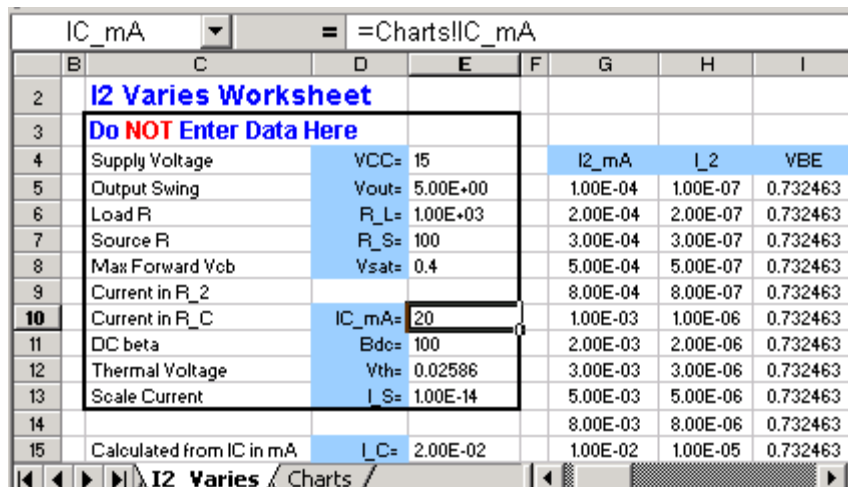 IC_mA = =Charts!IC_mA
B C D E F G H I
2 I2 Varies Worksheet
3 Do NOT Enter Data Here
4 Supply Voltage VCC= 15 I2_mA I_2 VBE
5 Output Swing Vout= 5.00E+00 1.00E-04 1.00E-07 0.732463
6 Load R R_L= 1.00E+03 2.00E-04 2.00E-07 0.732463
7 Source R R_S= 100 3.00E-04 3.00E-07 0.732463
8 Max Forward Vcb Vsat= 0.4 5.00E-04 5.00E-07 0.732463
9 Current in R_2 8.00E-04 8.00E-07 0.732463
10 Current in R_C IC_mA= 20 1.00E-03 1.00E-06 0.732463
11 DC beta Bdc= 100 2.00E-03 2.00E-06 0.732463
12 Thermal Voltage Vth= 0.02586 3.00E-03 3.00E-06 0.732463
13 Scale Current I_S= 1.00E-14 5.00E-03 5.00E-06 0.732463
14 8.00E-03 8.00E-06 0.732463
15 Calculated from IC in mA I_C= 2.00E-02 1.00E-02 1.00E-05 0.732463
I2_Varies Charts